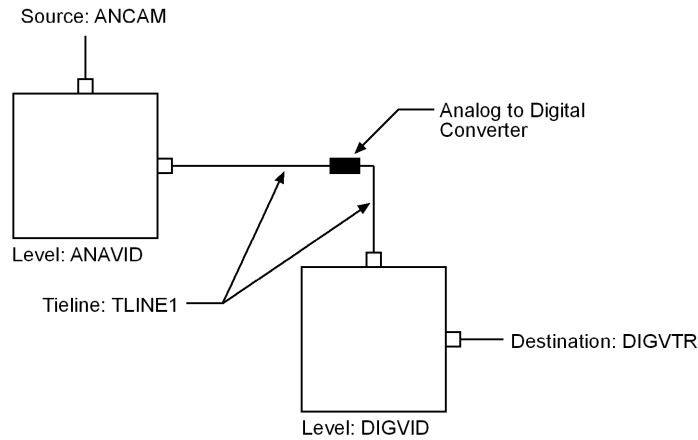 Source: ANCAM
Analog to Digital
Converter
Level: ANAVID
Tieline: TLINE1
Destination: DIGVTR
Level: DIGVID